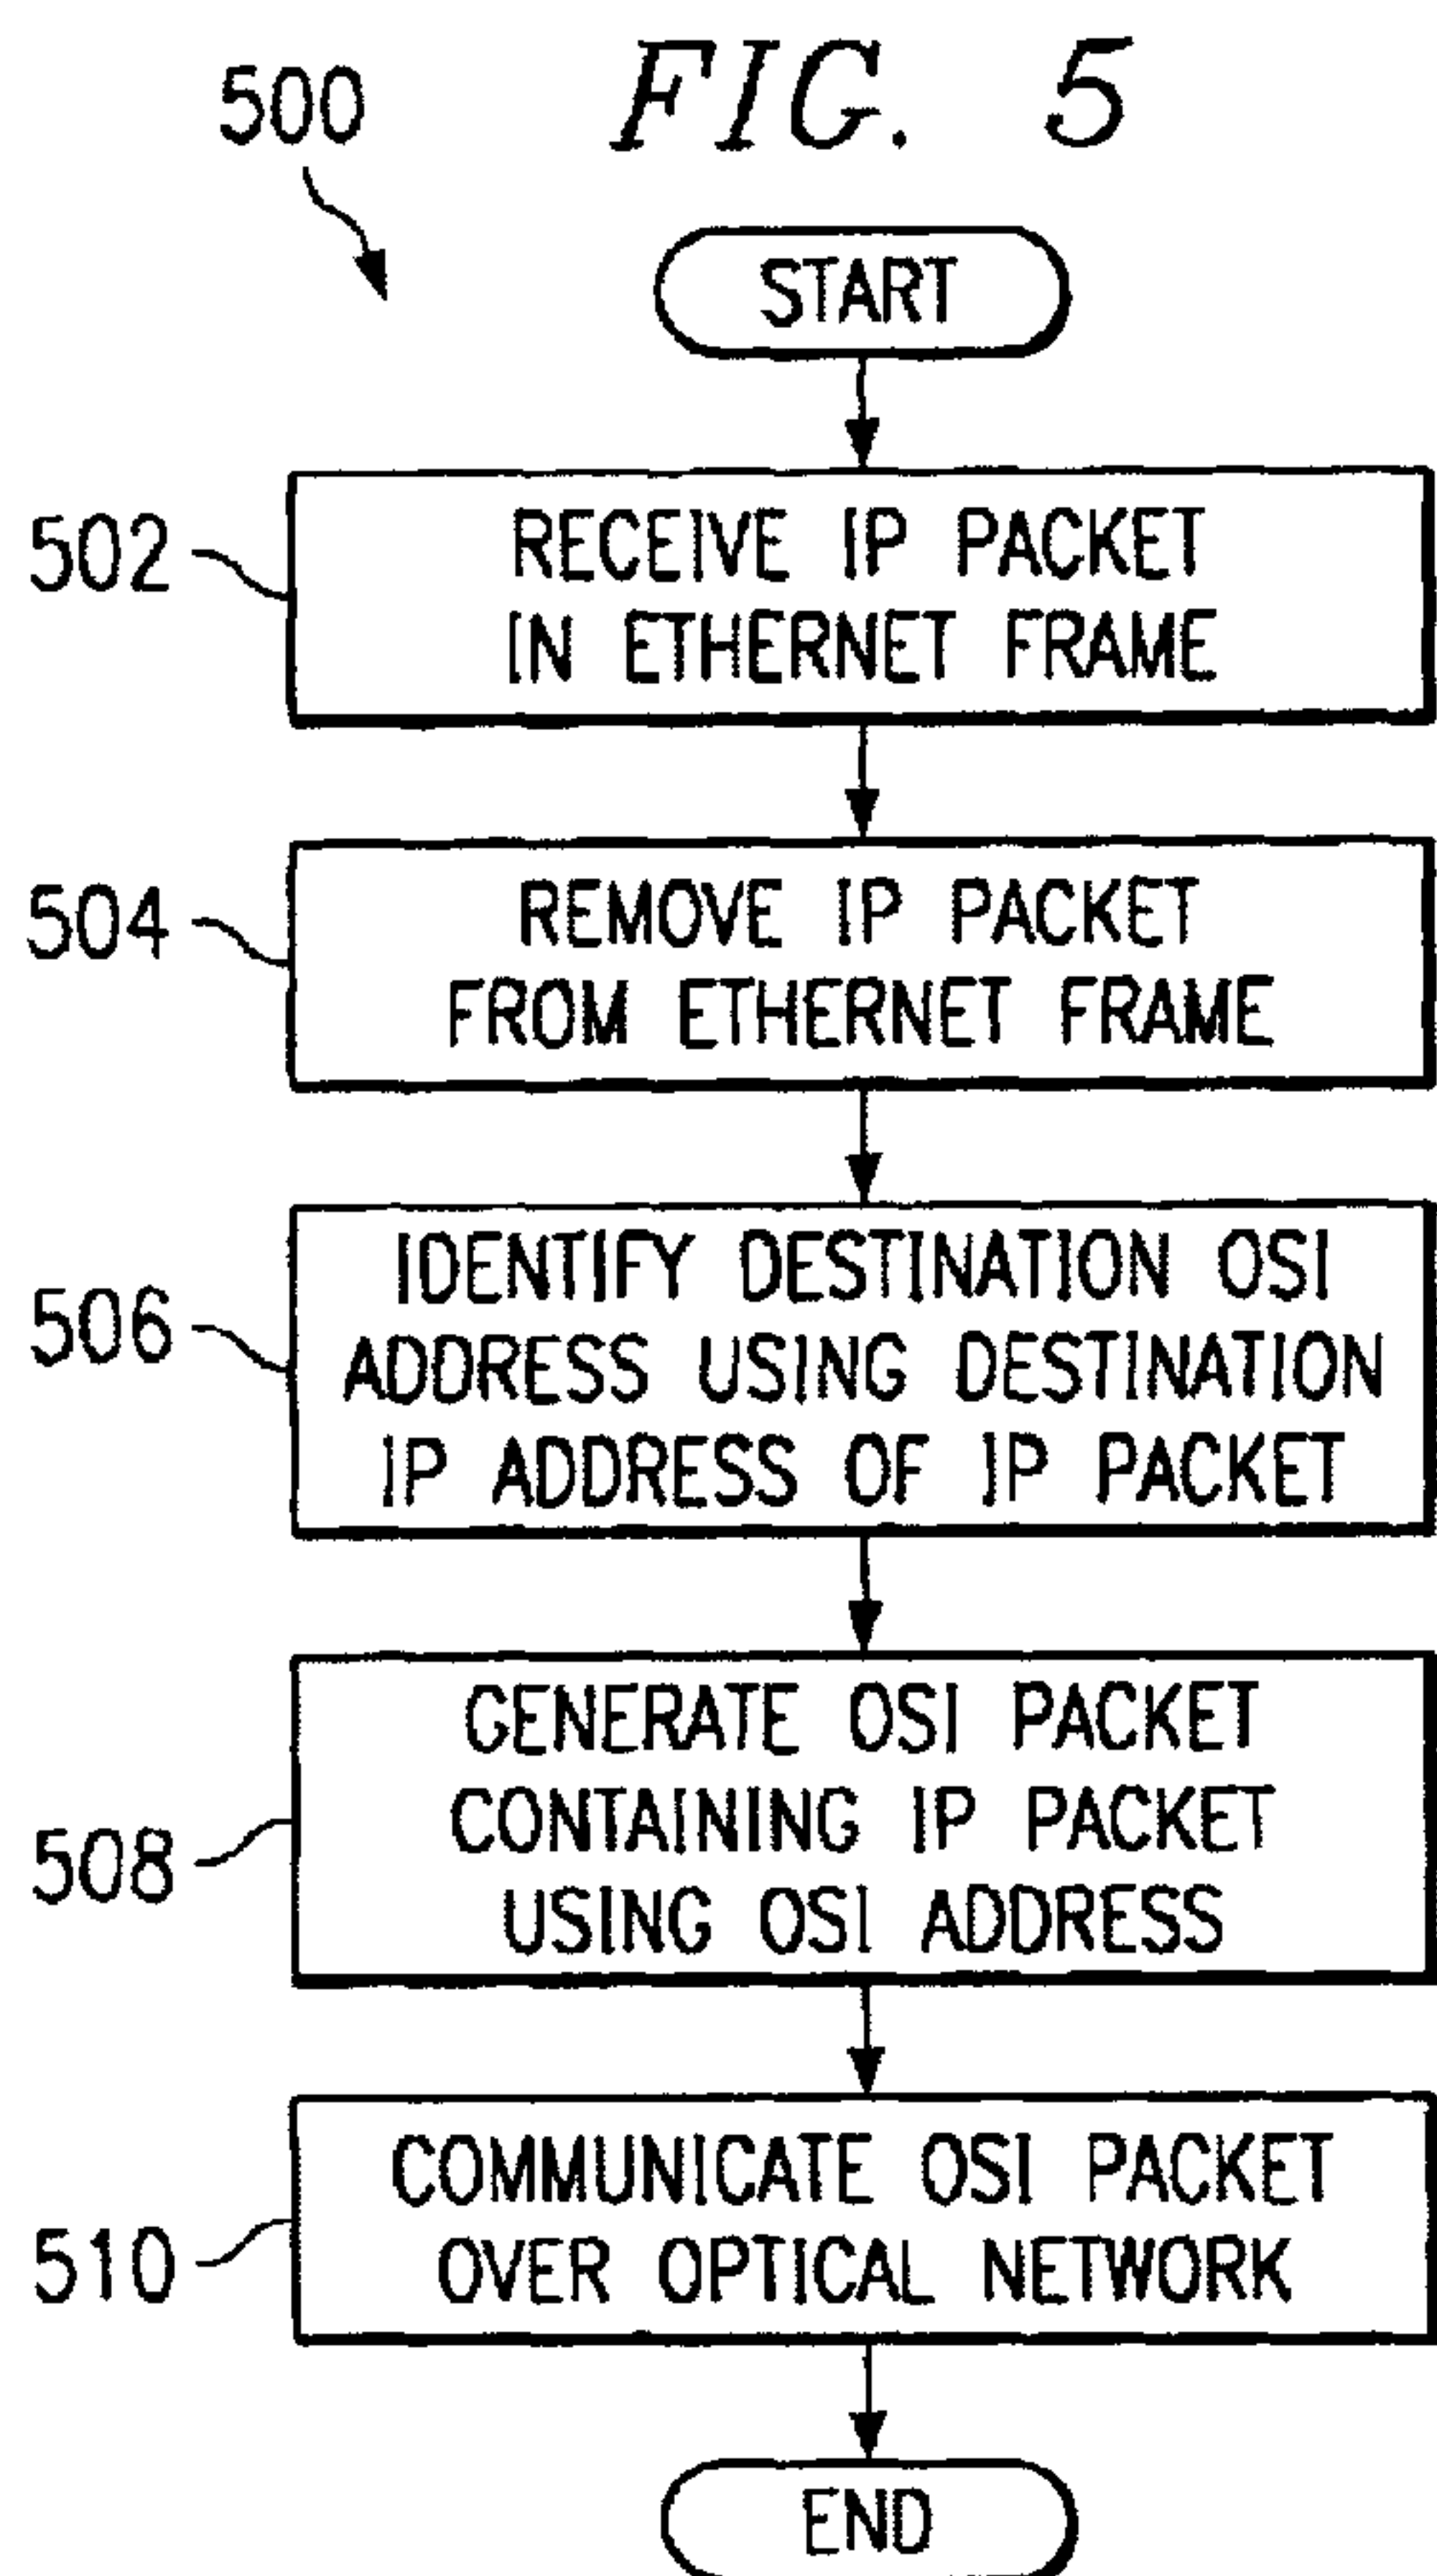 FIG. 5
500
START
502
RECEIVE IP PACKET
IN ETHERNET FRAME
504
REMOVE IP PACKET
FROM ETHERNET FRAME
506
IDENTIFY DESTINATION OSI
ADDRESS USING DESTINATION
IP ADDRESS OF IP PACKET
508
GENERATE OSI PACKET
CONTAINING IP PACKET
USING OSI ADDRESS
510
COMMUNICATE OSI PACKET
OVER OPTICAL NETWORK
END